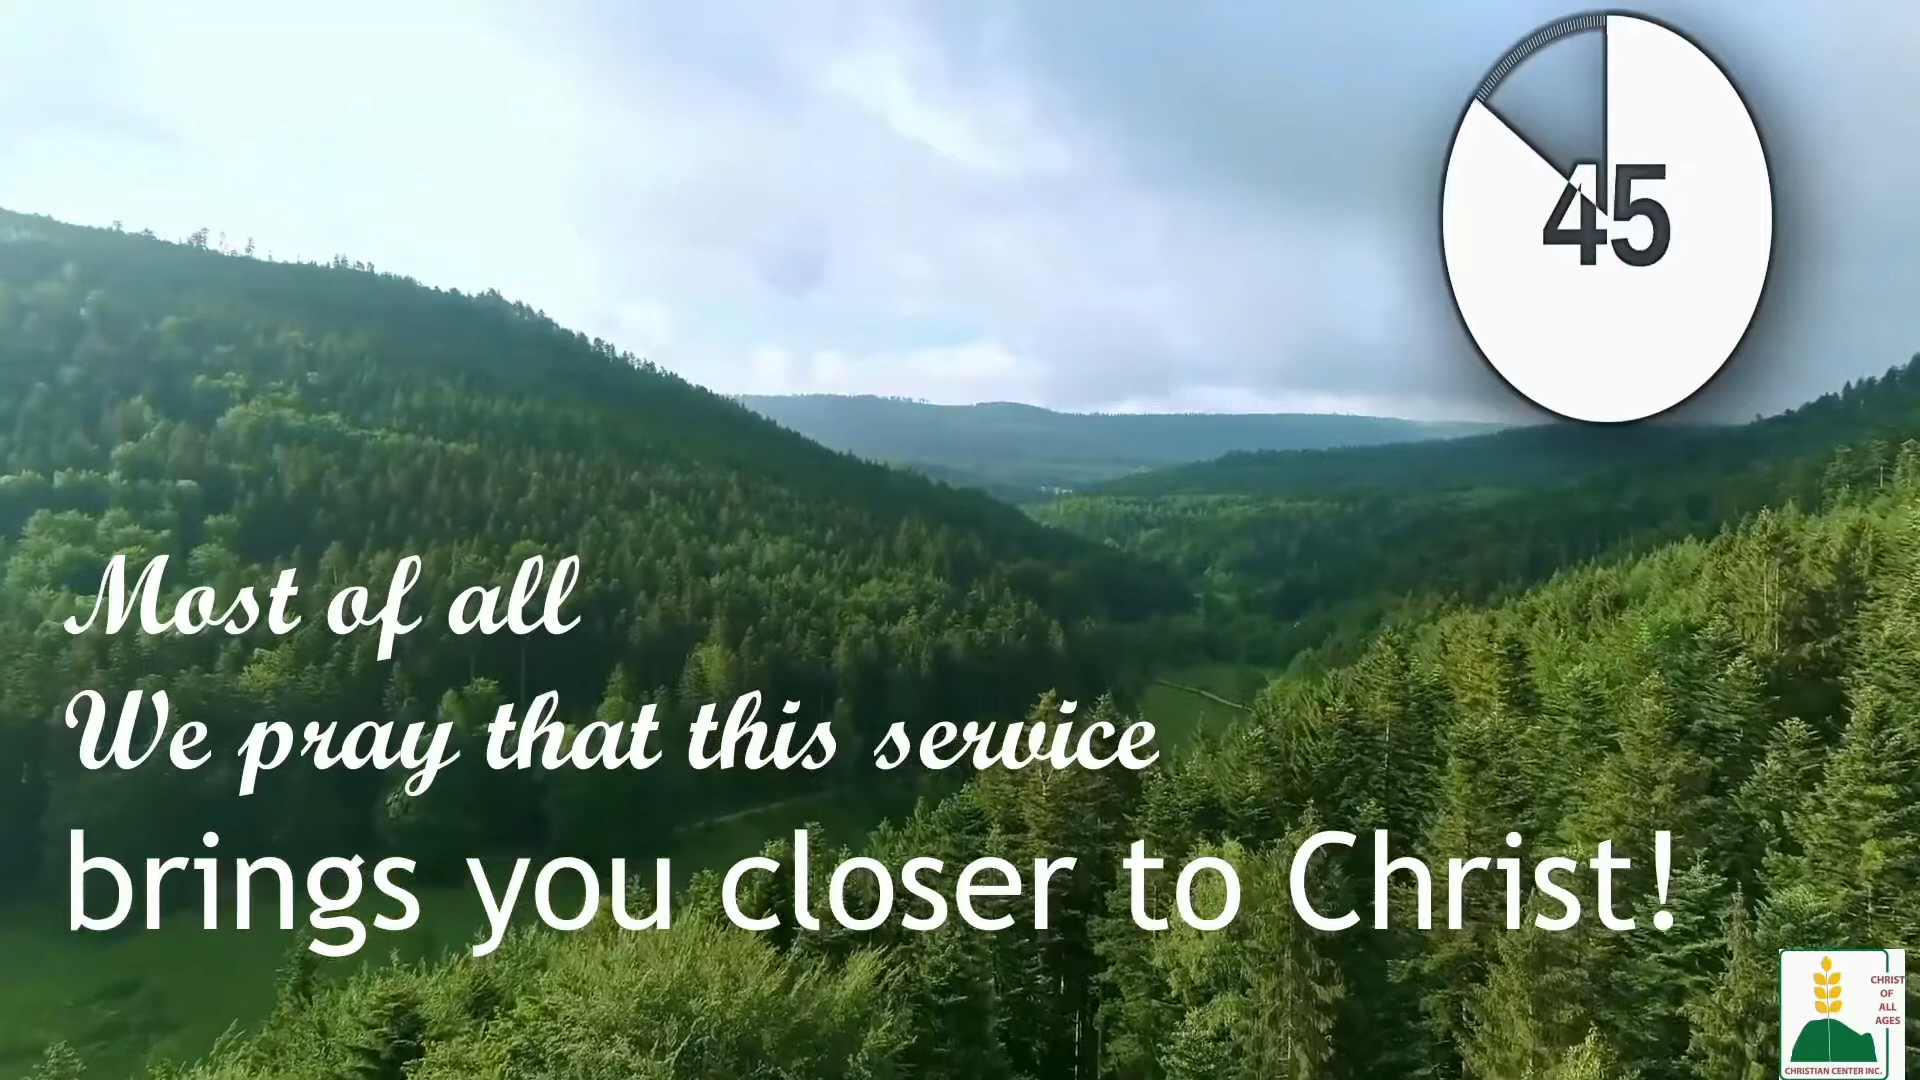 45
Most of all
We pray that this service
brings you closer to Christ!
CHRIST
OF
ALL
AGES
CHRISTIAN CENTER INC.